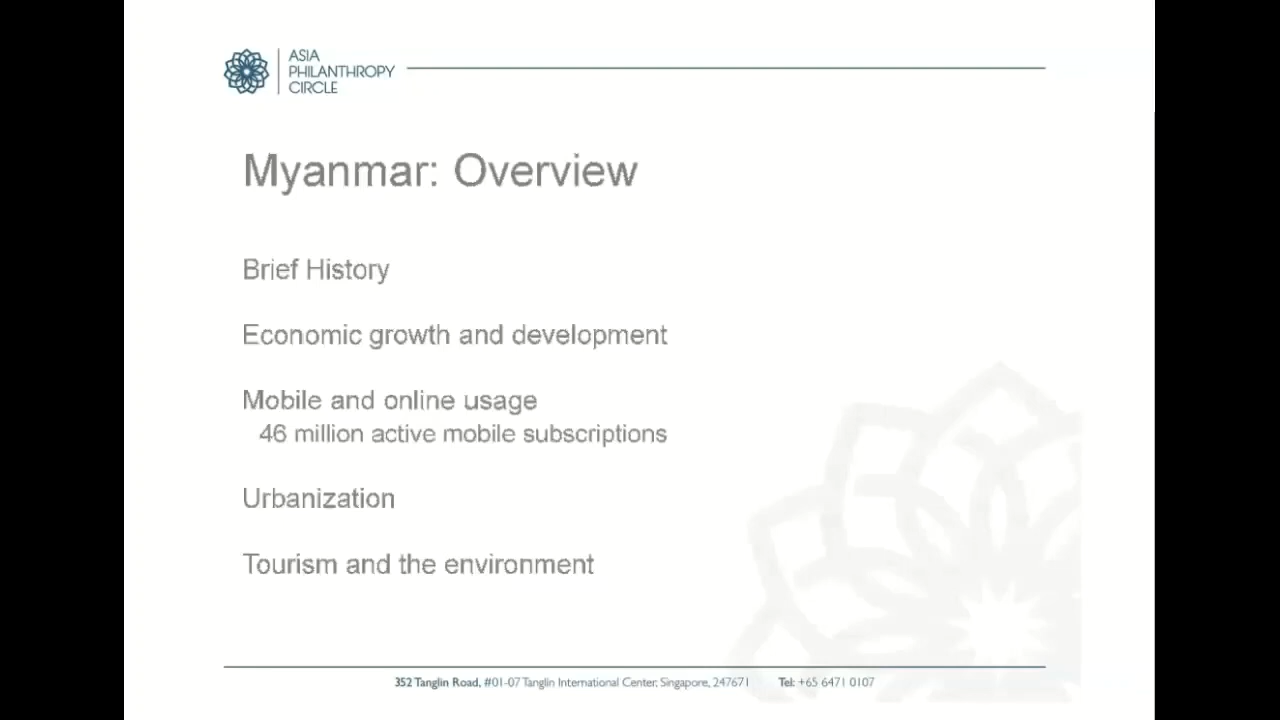 ASIA
PHILANTHROPY
CIRCLE
Myanmar: Overview
Brief History
Economic growth and development
Mobile and online usage
46 million active mobile subscriptions
Urbanization
Tourism and the environment
352 Tanglin Road, #01-07 Tanglin International Center, Singapore, 247671 Tel: +65 6471 0107